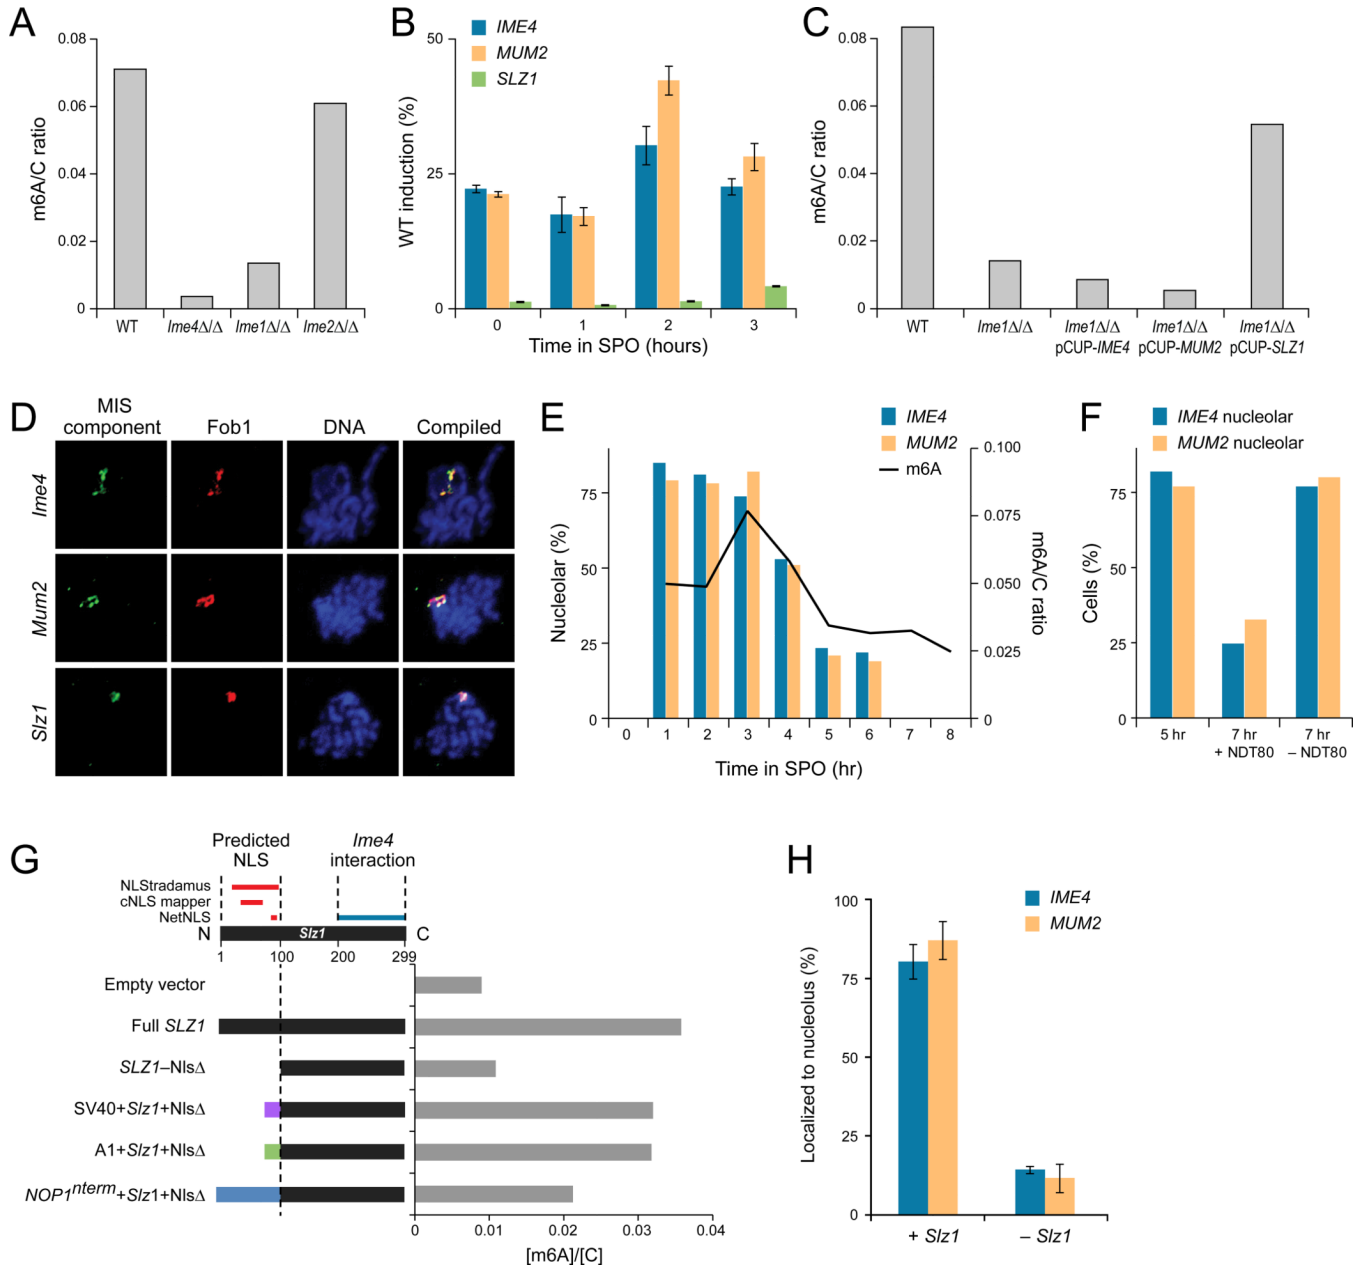 A
m6A/C ratio
0.08
0.06
0.04
0.02
0
WT
Ime4Δ/Δ
Ime1Δ/Δ
Ime2Δ/Δ
B
IME4
MUM2
SLZ1
WT induction (%)
50
25
0
0 1 2 3
Time in SPO (hours)
C
m6A/C ratio
0.08
0.06
0.04
0.02
0
WT
Ime1Δ/Δ
Ime1Δ/Δ
pCUP-IME4
Ime1Δ/Δ
pCUP-MUM2
Ime1Δ/Δ
pCUP-SLZ1
D
MIS
component
Fob1
DNA
Compiled
Ime4
Mum2
Slz1
E
IME4
MUM2
m6A
Nucleolar (%)
75
50
25
0
0.100
0.075
0.050
0.025
0
m6A/C ratio
0 1 2 3 4 5 6 7 8
Time in SPO (hr)
F
IME4 nucleolar
MUM2 nucleolar
Cells (%)
75
50
25
0
5 hr
7 hr
+ NDT80
7 hr
– NDT80
G
Predicted
NLS
Ime4
interaction
NLStradamus
cNLS mapper
NetNLS
N Slz1 C
1 100 200 299
Empty vector
Full SLZ1
SLZ1–NlsΔ
SV40+Slz1+NlsΔ
A1+Slz1+NlsΔ
NOP1nterm+Slz1+NlsΔ
0 0.01 0.02 0.03 0.04
[m6A]/[C]
H
IME4
MUM2
Localized to nucleolus (%)
100
75
50
25
0
+ Slz1
– Slz1